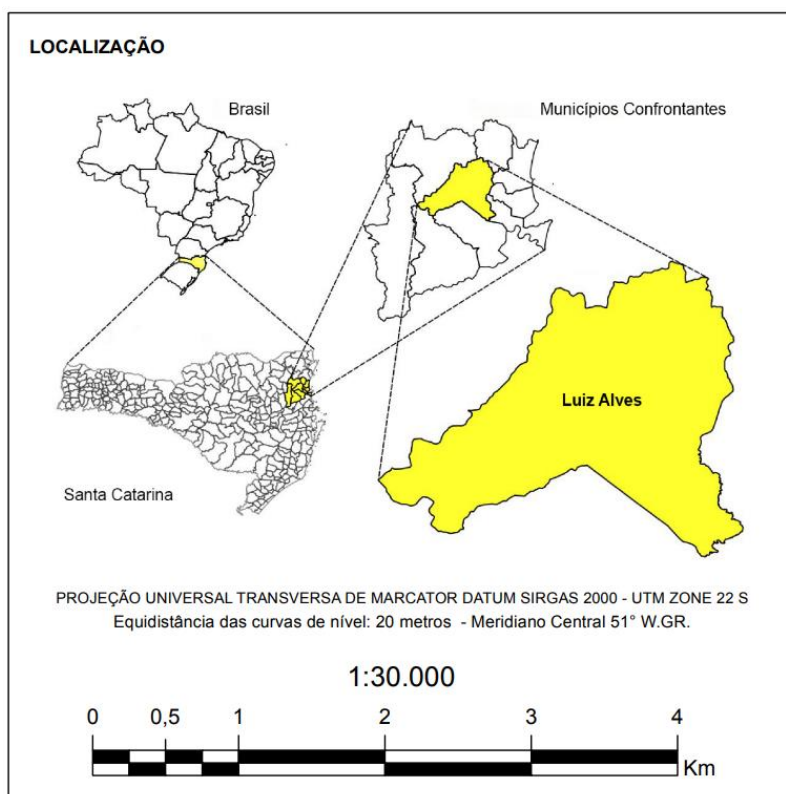 LOCALIZAÇÃO
Brasil
Municípios Confrontantes
Luiz Alves
Santa Catarina
PROJEÇÃO UNIVERSAL TRANSVERSA DE MARCATOR DATUM SIRGAS 2000 - UTM ZONE 22 S
Equidistância das curvas de nível: 20 metros - Meridiano Central 51° W.GR.
1:30.000
0 0,5 1 2 3 4
Km